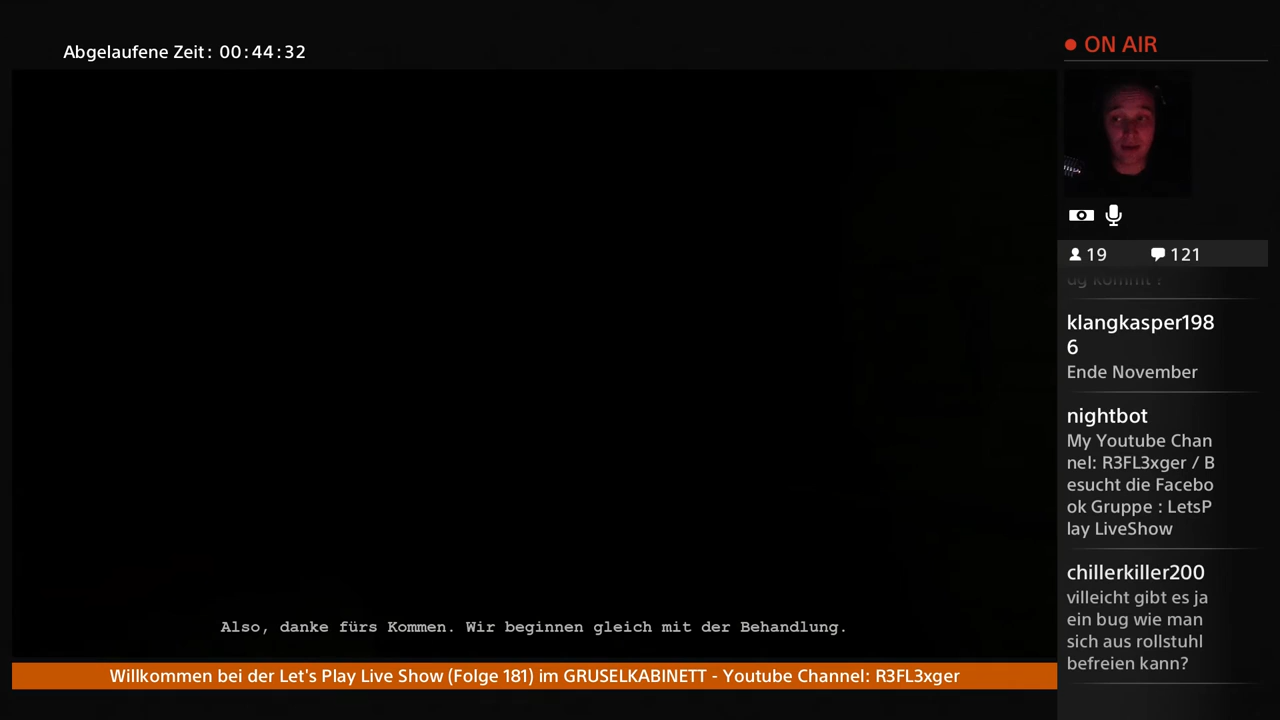 Abgelaufene Zeit: 00:44:32
ON AIR
19 121
klangkasper198
6
Ende November
nightbot
My Youtube Chan
nel: R3FL3xger / B
esucht die Facebo
ok Gruppe : LetsP
lay LiveShow
chillerkiller200
villeicht gibt es ja
ein bug wie man
sich aus rollstuhl
befreien kann?
Also, danke fürs Kommen. Wir beginnen gleich mit der Behandlung.
Willkommen bei der Let's Play Live Show (Folge 181) im GRUSELKABINETT - Youtube Channel: R3FL3xger